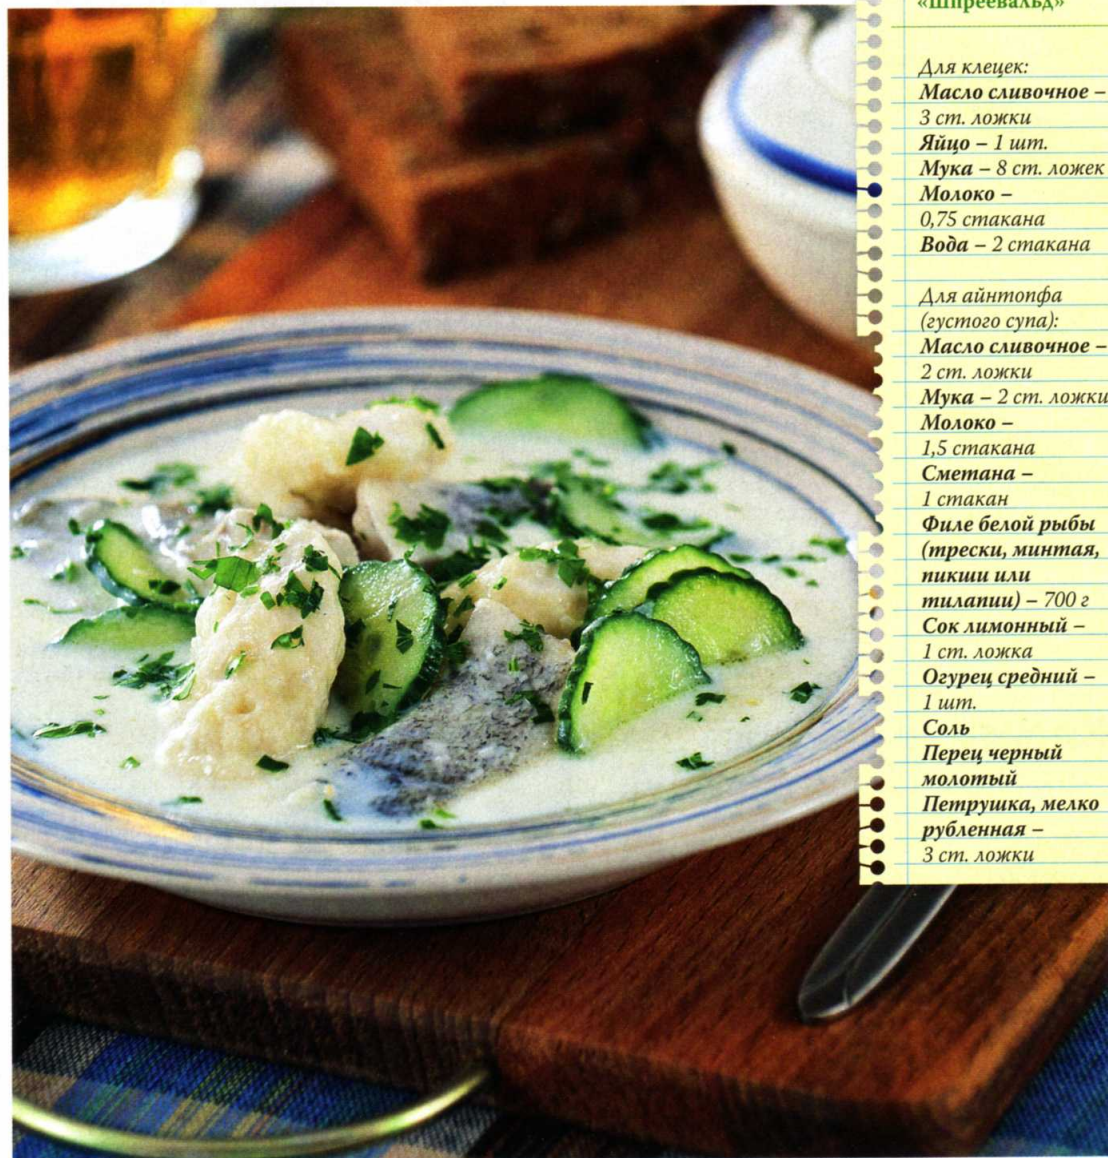 «Шпреевальд»
Для клецек:
Масло сливочное –
3 ст. ложки
Яйцо – 1 шт.
Мука – 8 ст. ложек
Молоко –
0,75 стакана
Вода – 2 стакана
Для айнтопфа
(густого супа):
Масло сливочное –
2 ст. ложки
Мука – 2 ст. ложки
Молоко –
1,5 стакана
Сметана –
1 стакан
Филе белой рыбы
(трески, минтая,
пикши или
тилапии) – 700 г
Сок лимонный –
1 ст. ложка
Огурец средний –
1 шт.
Соль
Перец черный
молотый
Петрушка, мелко
рубленная –
3 ст. ложки